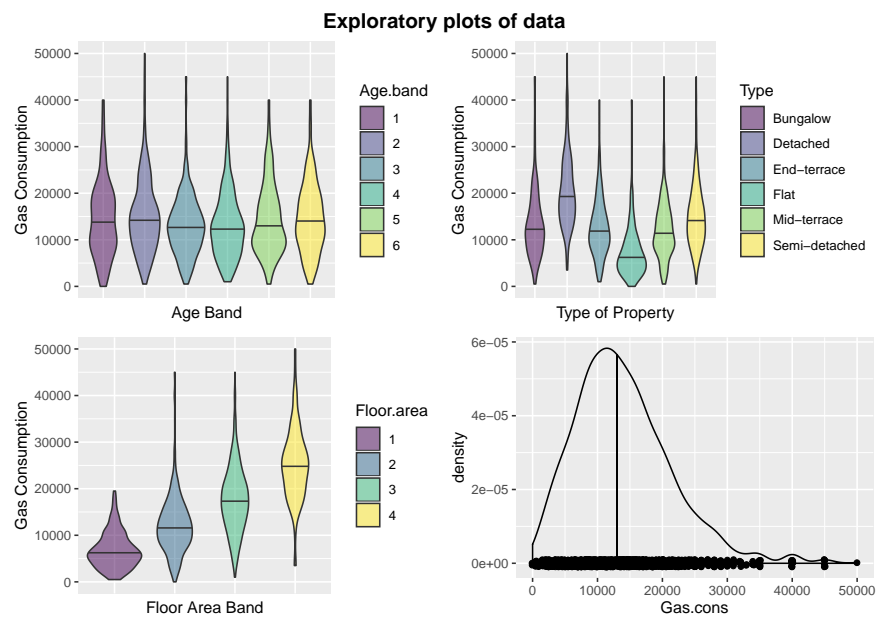 Exploratory plots of data
50000
40000
30000
20000
10000
0
Gas Consumption
Age Band
Age.band
1
2
3
4
5
6
50000
40000
30000
20000
10000
0
Gas Consumption
Type of Property
Type
Bungalow
Detached
End−terrace
Flat
Mid−terrace
Semi−detached
50000
40000
30000
20000
10000
0
Gas Consumption
Floor Area Band
Floor.area
1
2
3
4
6e−05
4e−05
2e−05
0e+00
density
0 10000 20000 30000 40000 50000
Gas.cons